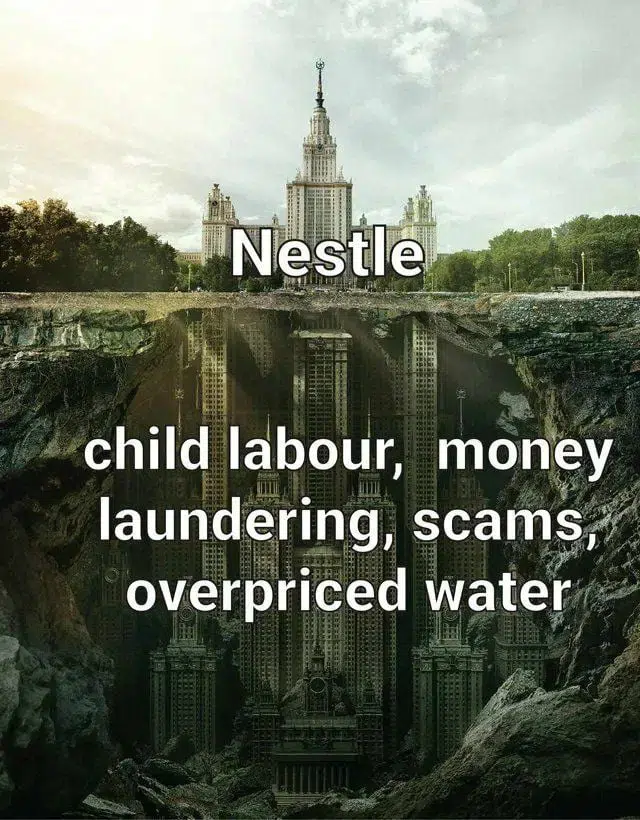 Nestle
child labour, money
laundering, scams,
overpriced water